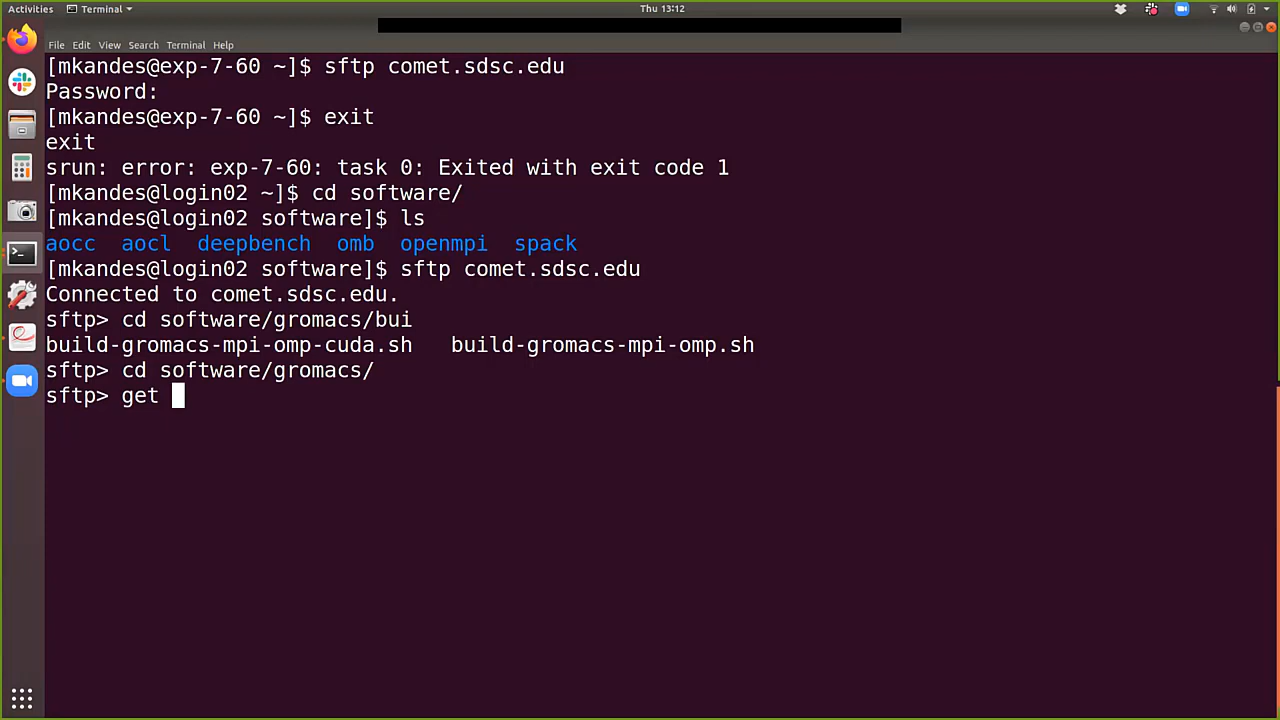 Activities Terminal Thu 13:12
File Edit View Search Terminal Help
[mkandes@exp-7-60 ~]$ sftp comet.sdsc.edu
Password:
[mkandes@exp-7-60 ~]$ exit
exit
srun: error: exp-7-60: task 0: Exited with exit code 1
[mkandes@login02 ~]$ cd software/
[mkandes@login02 software]$ ls
aocc aocl deepbench omb openmpi spack
[mkandes@login02 software]$ sftp comet.sdsc.edu
Connected to comet.sdsc.edu.
sftp> cd software/gromacs/bui
build-gromacs-mpi-omp-cuda.sh build-gromacs-mpi-omp.sh
sftp> cd software/gromacs/
sftp> get